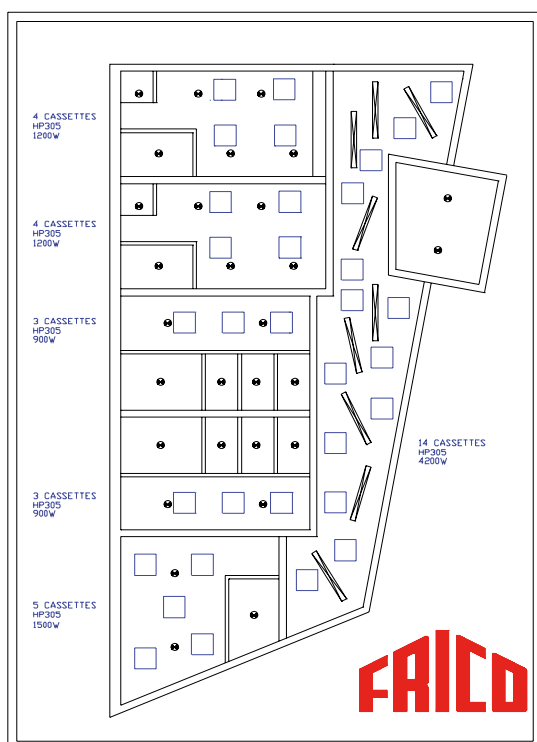 4 CASSETTES
HP305
1200W
4 CASSETTES
HP305
1200W
3 CASSETTES
HP305
900W
14 CASSETTES
HP305
4200W
3 CASSETTES
HP305
900W
5 CASSETTES
HP305
1500W
FRICO